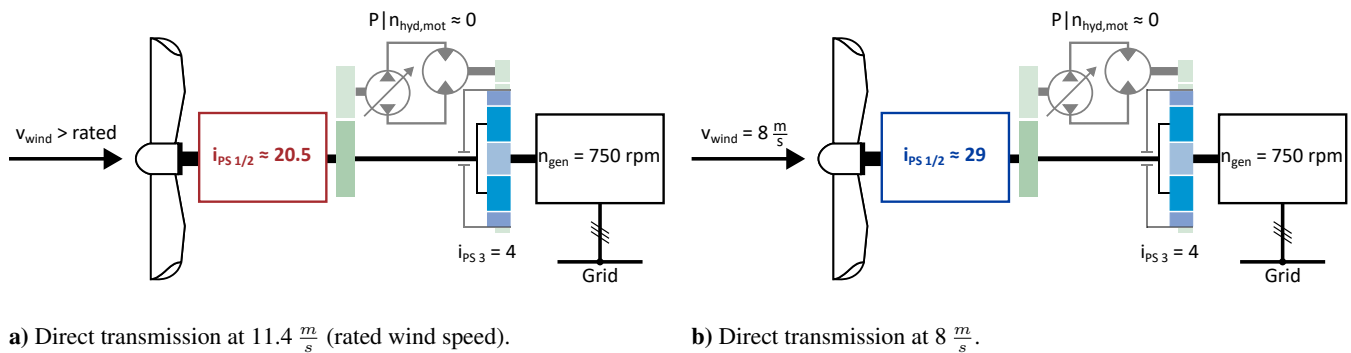 P|n_hyd,mot ≈ 0
v_wind > rated
i_PS 1/2 ≈ 20.5
n_gen = 750 rpm
i_PS 3 = 4
Grid
a) Direct transmission at 11.4 m/s (rated wind speed).
P|n_hyd,mot ≈ 0
v_wind = 8 m/s
i_PS 1/2 ≈ 29
n_gen = 750 rpm
i_PS 3 = 4
Grid
b) Direct transmission at 8 m/s.